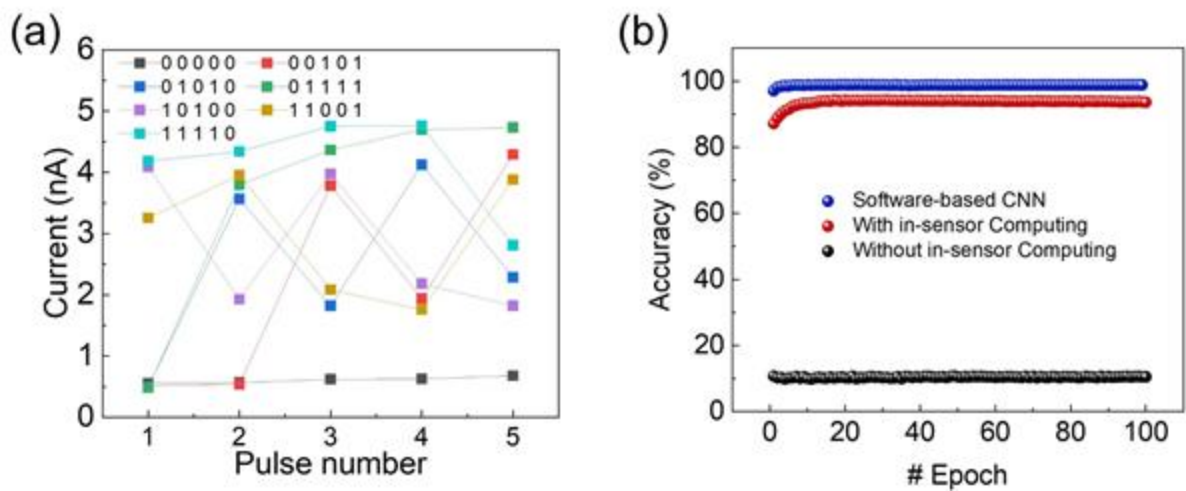 (a)
6
5
4
3
2
1
0
Current (nA)
0 0 0 0 0
0 0 1 0 1
0 1 0 1 0
0 1 1 1 1
1 0 1 0 0
1 1 0 0 1
1 1 1 1 0
1 2 3 4 5
Pulse number
(b)
100
80
60
40
20
0
Accuracy (%)
Software-based CNN
With in-sensor Computing
Without in-sensor Computing
0 20 40 60 80 100
# Epoch